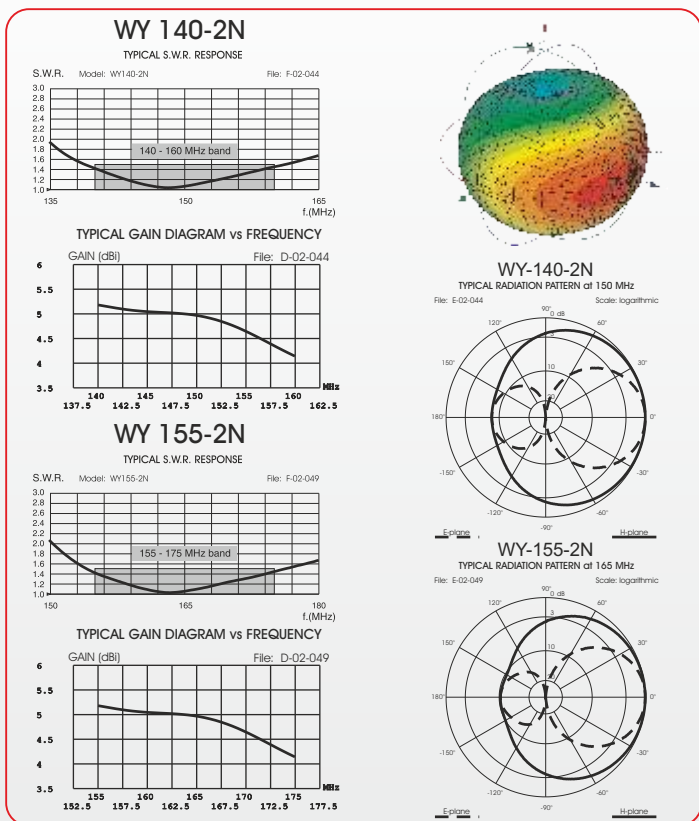 WY 140-2N
TYPICAL S.W.R. RESPONSE
S.W.R. Model: WY140-2N File: F-02-044
3.0
2.8
2.6
2.4
2.2
2.0
1.8
1.6
1.4
1.2
1.0
140 - 160 MHz band
135 150 165
f.(MHz)
TYPICAL GAIN DIAGRAM vs FREQUENCY
GAIN (dBi) File: D-02-044
6
5.5
5
4.5
4
3.5
MHz
140 145 150 155 160
137.5 142.5 147.5 152.5 157.5 162.5
WY 155-2N
TYPICAL S.W.R. RESPONSE
S.W.R. Model: WY155-2N File: F-02-049
3.0
2.8
2.6
2.4
2.2
2.0
1.8
1.6
1.4
1.2
1.0
155 - 175 MHz band
150 165 180
f.(MHz)
TYPICAL GAIN DIAGRAM vs FREQUENCY
GAIN (dBi) File: D-02-049
6
5.5
5
4.5
4
3.5
MHz
155 160 165 170 175
152.5 157.5 162.5 167.5 172.5 177.5
WY-140-2N
TYPICAL RADIATION PATTERN at 150 MHz
File: E-02-044 Scale: logarithmic
90°
0 dB
120° 60°
3
150° 30°
10
180° 0°
-150° -30°
-120° -60°
-90°
E-plane H-plane
WY-155-2N
TYPICAL RADIATION PATTERN at 165 MHz
File: E-02-049 Scale: logarithmic
90°
0 dB
120° 60°
3
150° 30°
10
180° 0°
-150° -30°
-120° -60°
-90°
E-plane H-plane